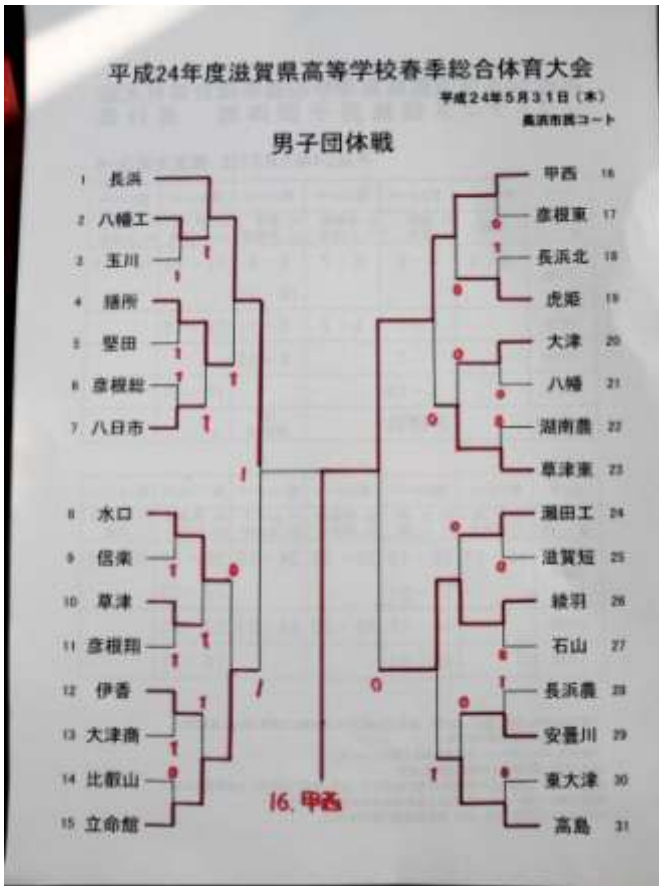 平成24年度滋賀県高等学校春季総合体育大会
平成24年5月31日(木)
長浜市民コート
男子団体戦
1 長浜
2 八幡工
3 玉川
4 膳所
5 堅田
6 彦根総
7 八日市
8 水口
9 信楽
10 草津
11 彦根翔
12 伊香
13 大津商
14 比叡山
15 立命館
甲西 16
彦根東 17
長浜北 18
虎姫 19
大津 20
八幡 21
湖南農 22
草津東 23
瀬田工 24
滋賀短 25
綾羽 26
石山 27
長浜農 28
安曇川 29
東大津 30
高島 31
16. 甲西